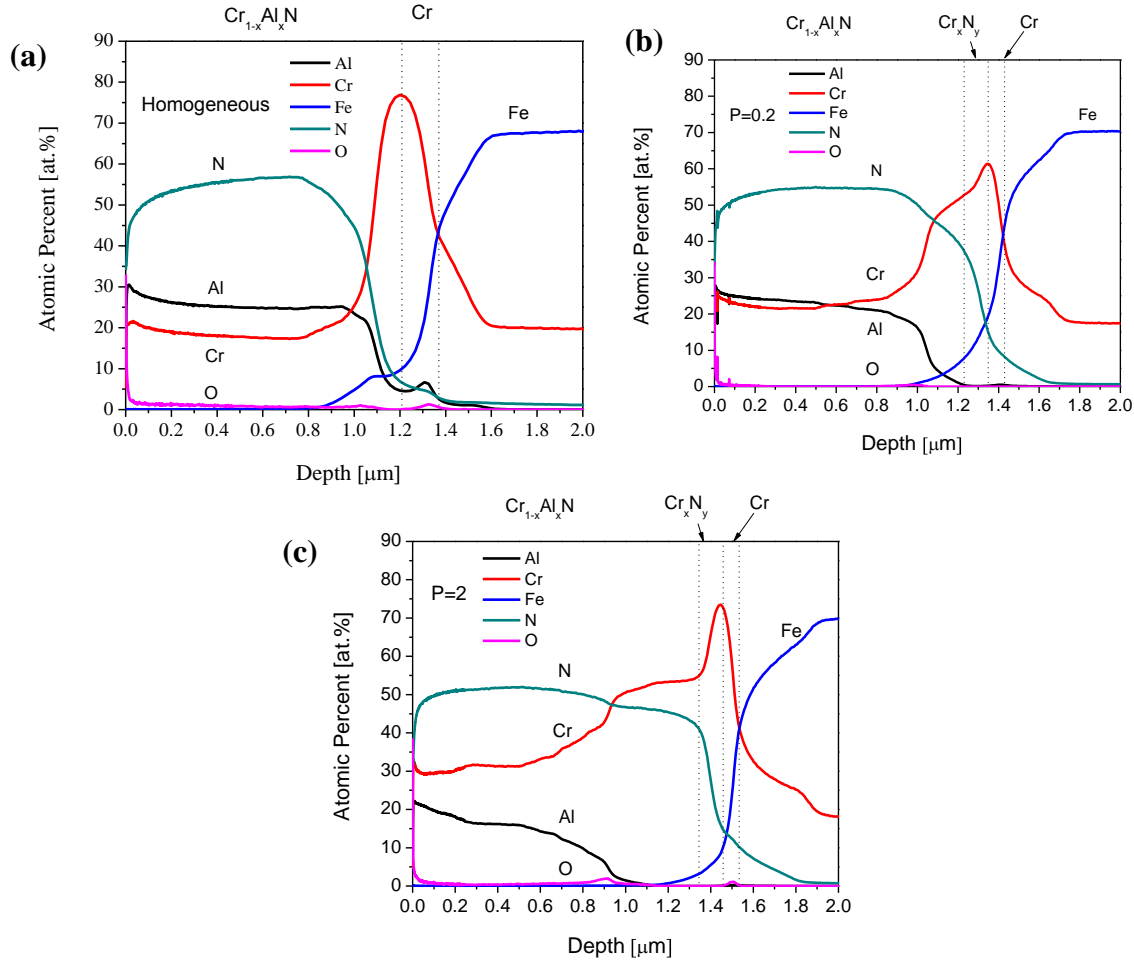 Cr1-xAlxN Cr
(a)
90
80
70
60
50
40
30
20
10
0
Atomic Percent [at.%]
Al
Cr
Fe
N
O
Homogeneous
Fe
N
Al
Cr
O
0.0 0.2 0.4 0.6 0.8 1.0 1.2 1.4 1.6 1.8 2.0
Depth [μm]
Cr1-xAlxN CrxNy Cr
(b)
90
80
70
60
50
40
30
20
10
0
Atomic Percent [at.%]
Al
Cr
Fe
N
O
P=0.2
Fe
N
Cr
Al
O
0.0 0.2 0.4 0.6 0.8 1.0 1.2 1.4 1.6 1.8 2.0
Depth [μm]
Cr1-xAlxN CrxNy Cr
(c)
90
80
70
60
50
40
30
20
10
0
Atomic Percent [at.%]
Al
Cr
Fe
N
O
P=2
Fe
N
Cr
Al
O
0.0 0.2 0.4 0.6 0.8 1.0 1.2 1.4 1.6 1.8 2.0
Depth [μm]